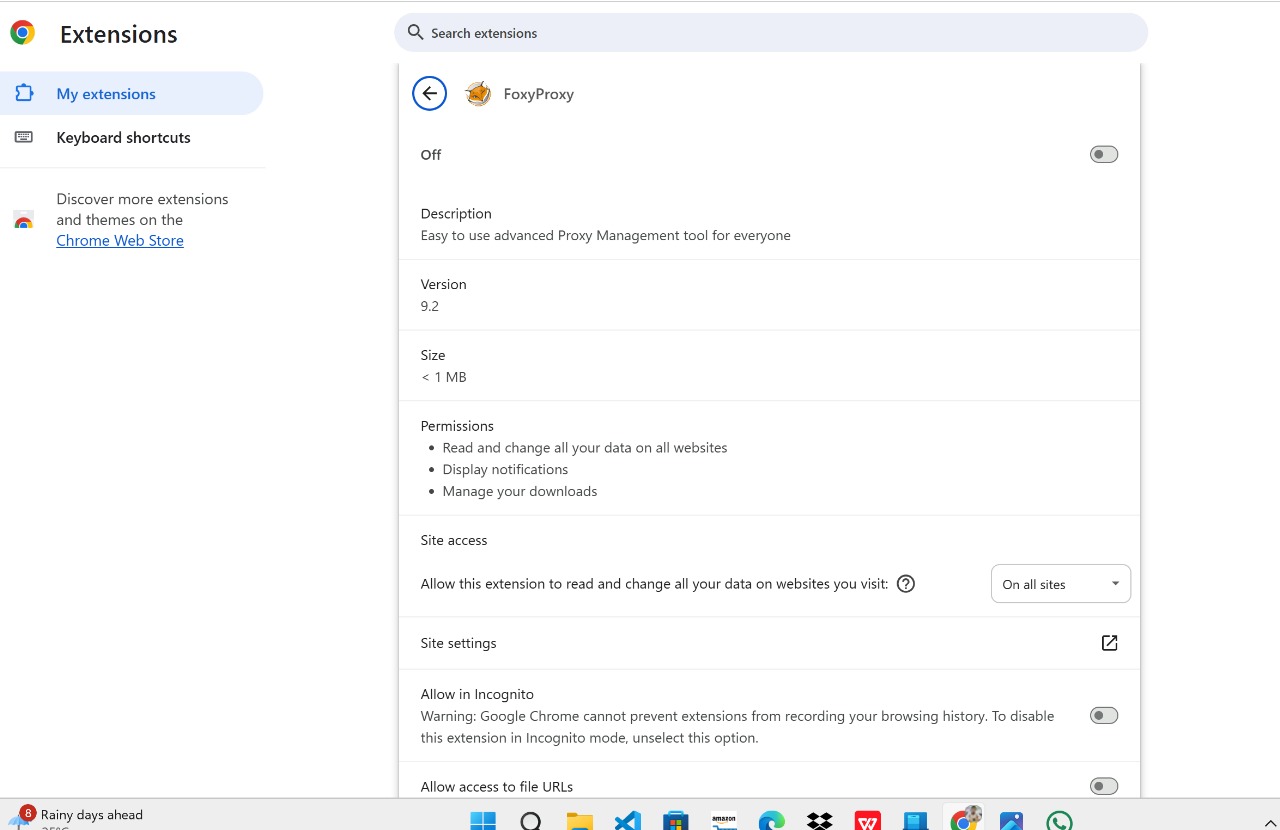 Extensions
Search extensions
My extensions
Keyboard shortcuts
Discover more extensions
and themes on the
Chrome Web Store
FoxyProxy
Off
Description
Easy to use advanced Proxy Management tool for everyone
Version
9.2
Size
< 1 MB
Permissions
• Read and change all your data on all websites
• Display notifications
• Manage your downloads
Site access
Allow this extension to read and change all your data on websites you visit:
On all sites
Site settings
Allow in Incognito
Warning: Google Chrome cannot prevent extensions from recording your browsing history. To disable
this extension in Incognito mode, unselect this option.
Allow access to file URLs
8
Rainy days ahead
amazon